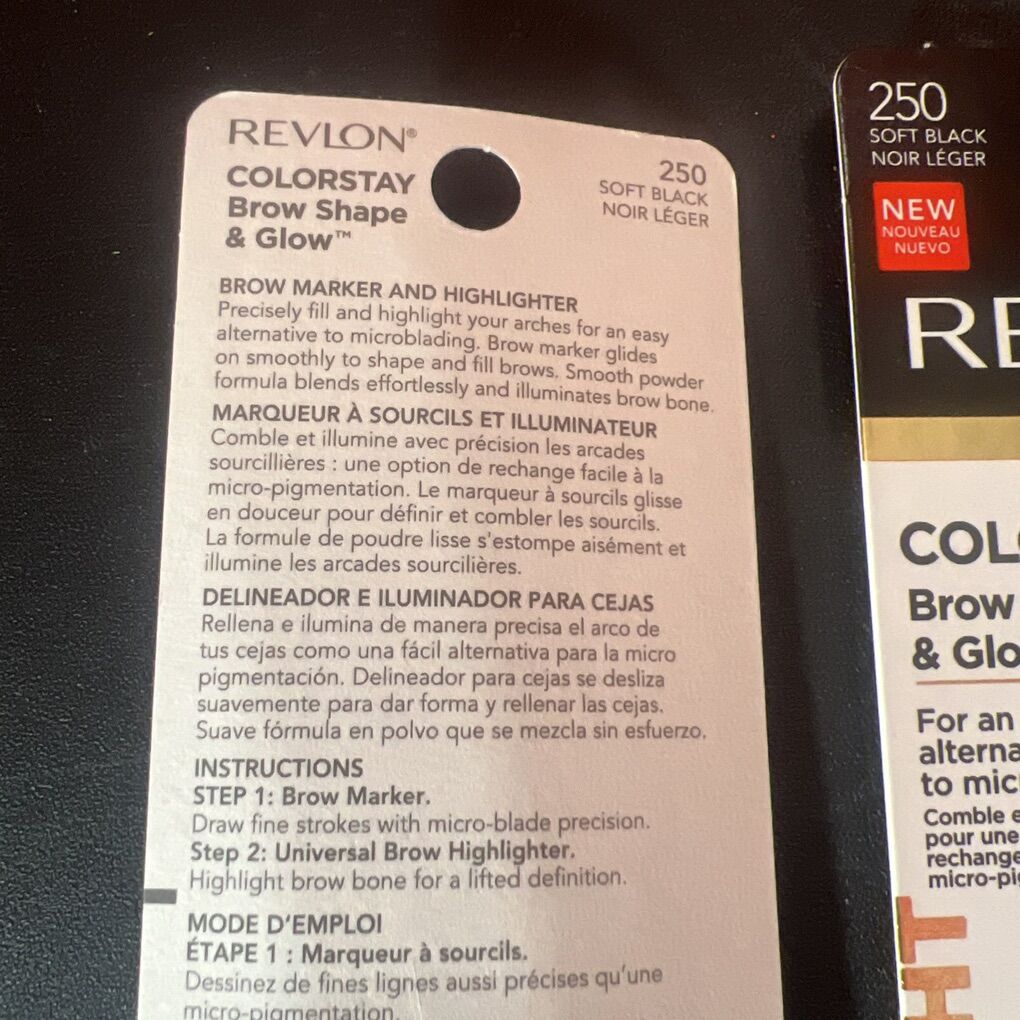 REVLON®
COLORSTAY
Brow Shape
& Glow™
250
SOFT BLACK
NOIR LÉGER
BROW MARKER AND HIGHLIGHTER
Precisely fill and highlight your arches for an easy
alternative to microblading. Brow marker glides
on smoothly to shape and fill brows. Smooth powder
formula blends effortlessly and illuminates brow bone.
MARQUEUR À SOURCILS ET ILLUMINATEUR
Comble et illumine avec précision les arcades
sourcillières : une option de rechange facile à la
micro-pigmentation. Le marqueur à sourcils glisse
en douceur pour définir et combler les sourcils.
La formule de poudre lisse s'estompe aisément et
illumine les arcades sourcilières.
DELINEADOR E ILUMINADOR PARA CEJAS
Rellena e ilumina de manera precisa el arco de
tus cejas como una fácil alternativa para la micro
pigmentación. Delineador para cejas se desliza
suavemente para dar forma y rellenar las cejas.
Suave fórmula en polvo que se mezcla sin esfuerzo.
INSTRUCTIONS
STEP 1: Brow Marker.
Draw fine strokes with micro-blade precision.
Step 2: Universal Brow Highlighter.
Highlight brow bone for a lifted definition.
MODE D'EMPLOI
ÉTAPE 1 : Marqueur à sourcils.
Dessinez de fines lignes aussi précises qu'une
micro-pigmentation.
250
SOFT BLACK
NOIR LÉGER
NEW
NOUVEAU
NUEVO
RE
COL
Brow
& Glo
For an
alterna
to mic
Comble e
pour une
rechange
micro-pi
HT